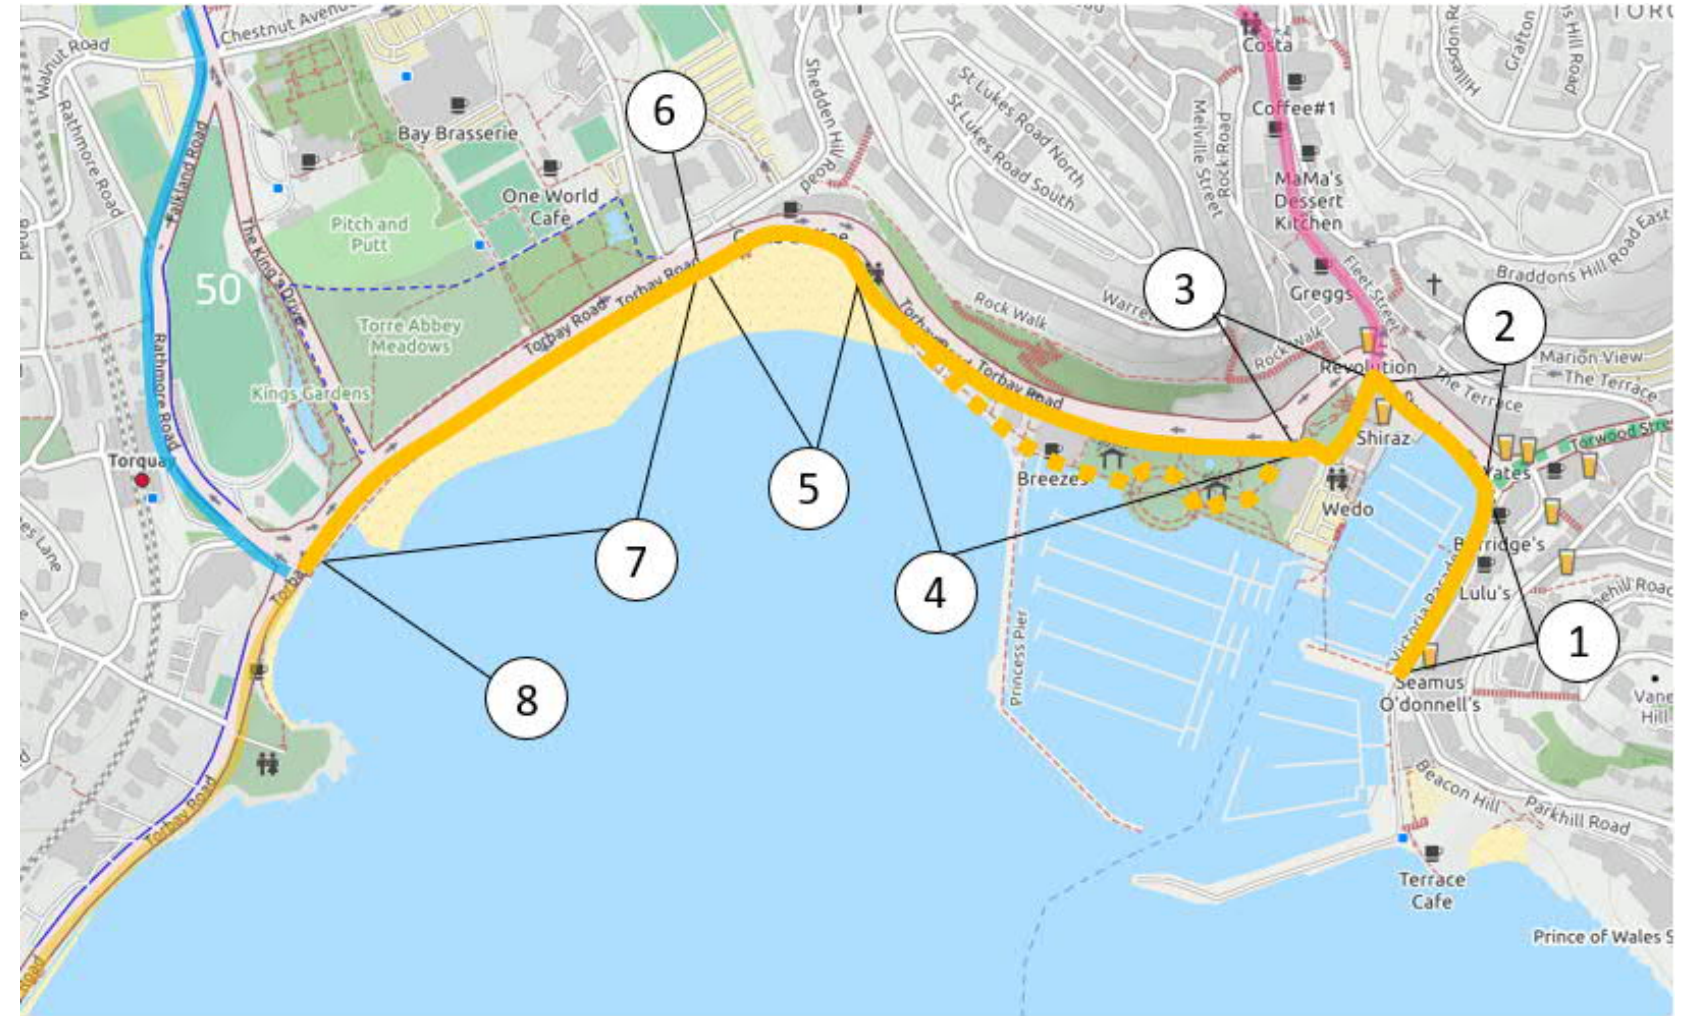 Chestnut Avenue
Walnut Road
Rathmore Road
Falkland Road
The King's Drive
Bay Brasserie
One World
Cafe
Pitch and
Putt
50
Torre Abbey
Meadows
Kings Gardens
Rathmore Road
Torquay
Shedden Hill Road
St Lukes Road North
St Lukes Road South
Melville Street
Rock Road
Costa
Coffee#1
MaMa's
Dessert
Kitchen
Greggs
Fleet Street
Hillesdon
Grafton
Hill Road
Braddons Hill Road East
Marion View
The Terrace
The Terrace
Revolution
Rock Walk
Rock Walk
Torbay Road
Torbay Road
Torbay Road
Torbay Road
Shiraz
Breezes
Wedo
Torwood
Lulu's
Victoria Parade
Seamus
O'donnell's
Princess Pier
Beacon Hill
Parkhill Road
Terrace
Cafe
Prince of Wales
Torbay Road
Road
6
3
2
5
7
4
1
8